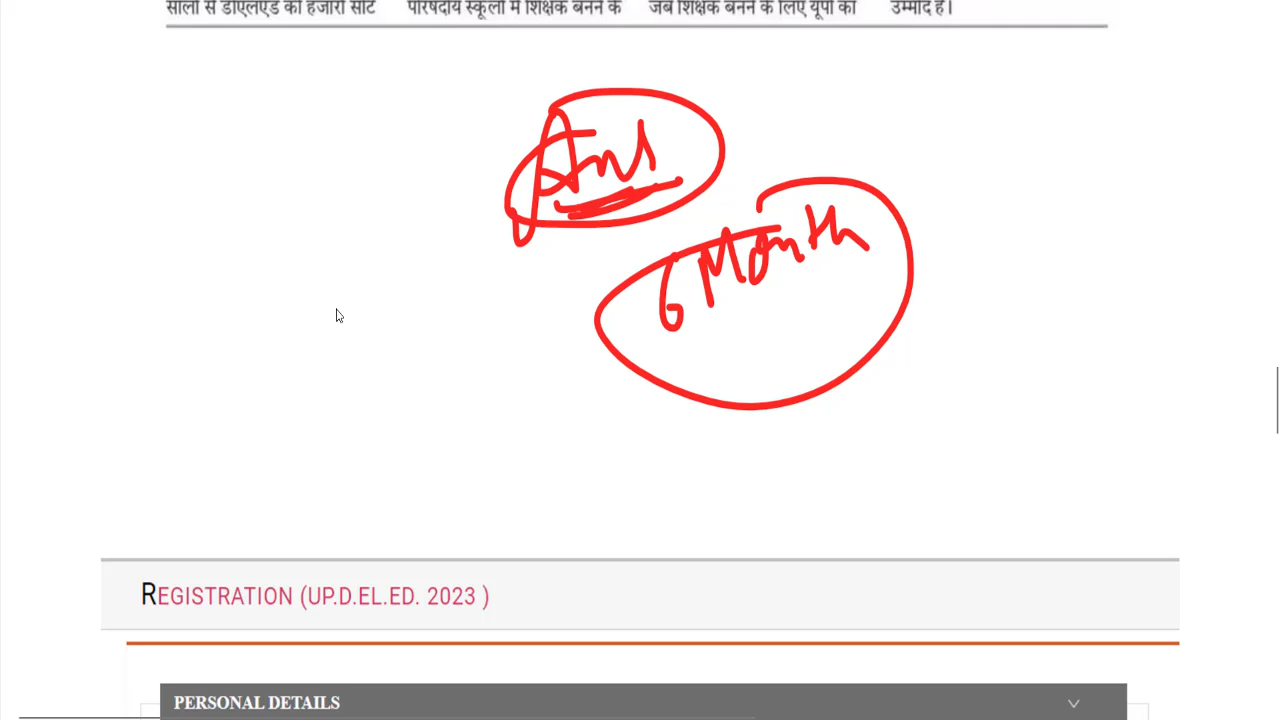 सालों से डीएलएड की हजारों सीट परिषदीय स्कूलों में शिक्षक बनने के जब शिक्षक बनने के लिए यूपी का उम्मीद है।
6 Month
REGISTRATION (UP.D.EL.ED. 2023 )
PERSONAL DETAILS